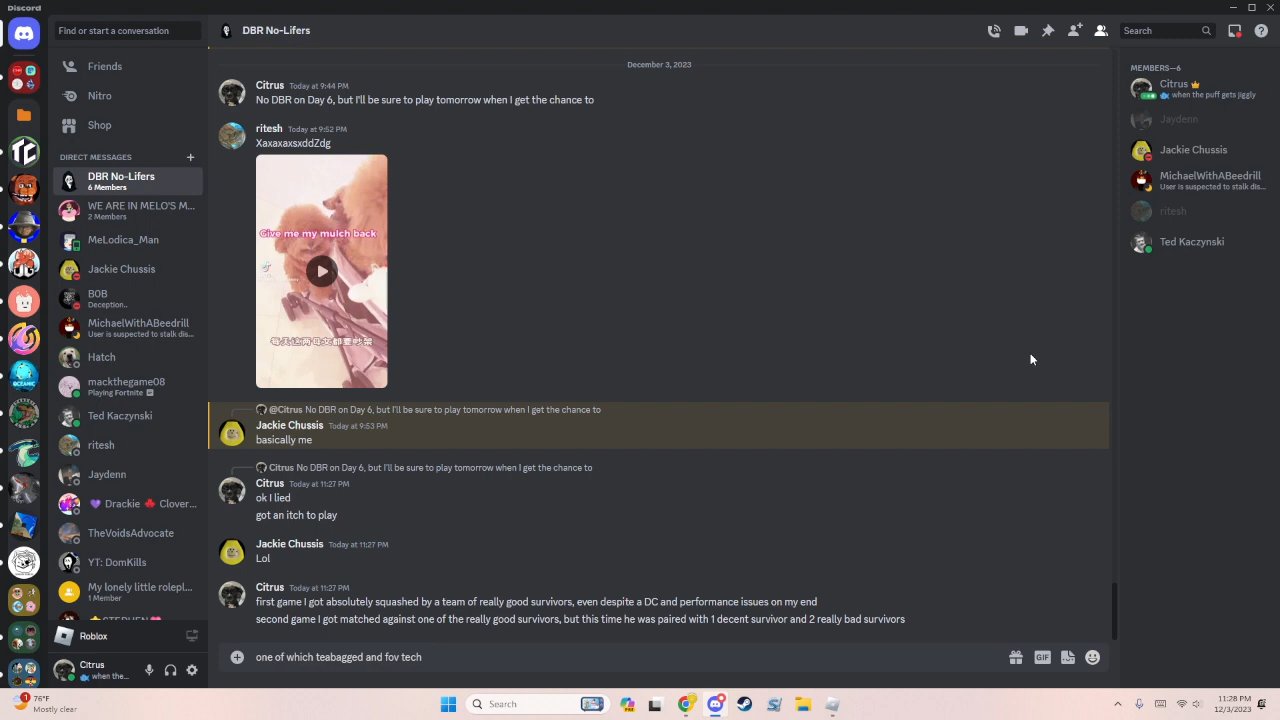 Discord
Find or start a conversation
DBR No-Lifers
Search
Friends
Nitro
Shop
DIRECT MESSAGES
DBR No-Lifers
6 Members
WE ARE IN MELO'S M...
2 Members
MeLodica_Man
Jackie Chussis
B0B
Deception..
MichaelWithABeedrill
User is suspected to stalk dis...
Hatch
mackthegame08
Playing Fortnite
Ted Kaczynski
ritesh
Jaydenn
💜 Drackie ♣ Clover...
TheVoidsAdvocate
YT: DomKills
My lonely little rolepl...
1 Member
Roblox
Citrus
when the...
December 3, 2023
Citrus Today at 9:44 PM
No DBR on Day 6, but I'll be sure to play tomorrow when I get the chance to
ritesh Today at 9:52 PM
XaxaxaxsxddZdg
Give me my mulch back
每天这两母女都要吵架
@Citrus No DBR on Day 6, but I'll be sure to play tomorrow when I get the chance to
Jackie Chussis Today at 9:53 PM
basically me
Citrus No DBR on Day 6, but I'll be sure to play tomorrow when I get the chance to
Citrus Today at 11:27 PM
ok I lied
got an itch to play
Jackie Chussis Today at 11:27 PM
Lol
Citrus Today at 11:27 PM
first game I got absolutely squashed by a team of really good survivors, even despite a DC and performance issues on my end
second game I got matched against one of the really good survivors, but this time he was paired with 1 decent survivor and 2 really bad survivors
one of which teabagged and fov tech
GIF
MEMBERS—6
Citrus
when the puff gets jiggly
Jaydenn
Jackie Chussis
MichaelWithABeedrill
User is suspected to stalk dis...
ritesh
Ted Kaczynski
1
76°F
Mostly clear
Search
11:28 PM
12/3/2023